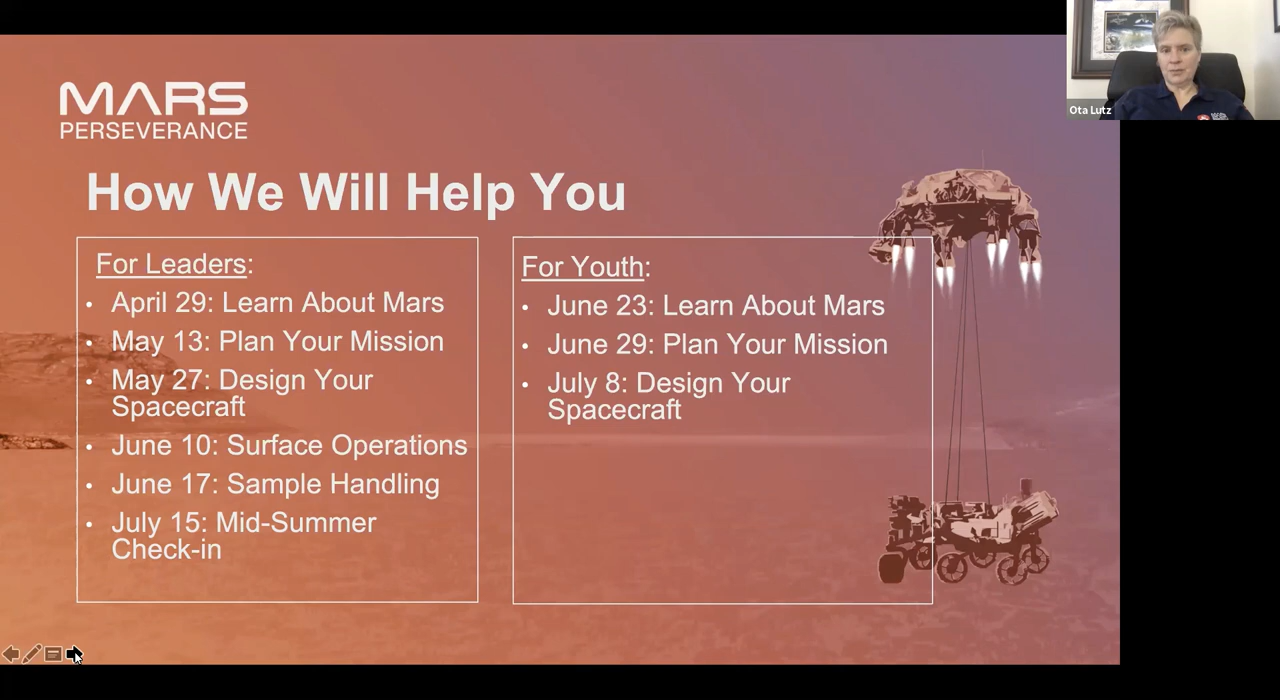 MARS
PERSEVERANCE
Ota Lutz
How We Will Help You
For Leaders:
• April 29: Learn About Mars
• May 13: Plan Your Mission
• May 27: Design Your
Spacecraft
• June 10: Surface Operations
• June 17: Sample Handling
• July 15: Mid-Summer
Check-in
For Youth:
• June 23: Learn About Mars
• June 29: Plan Your Mission
• July 8: Design Your
Spacecraft